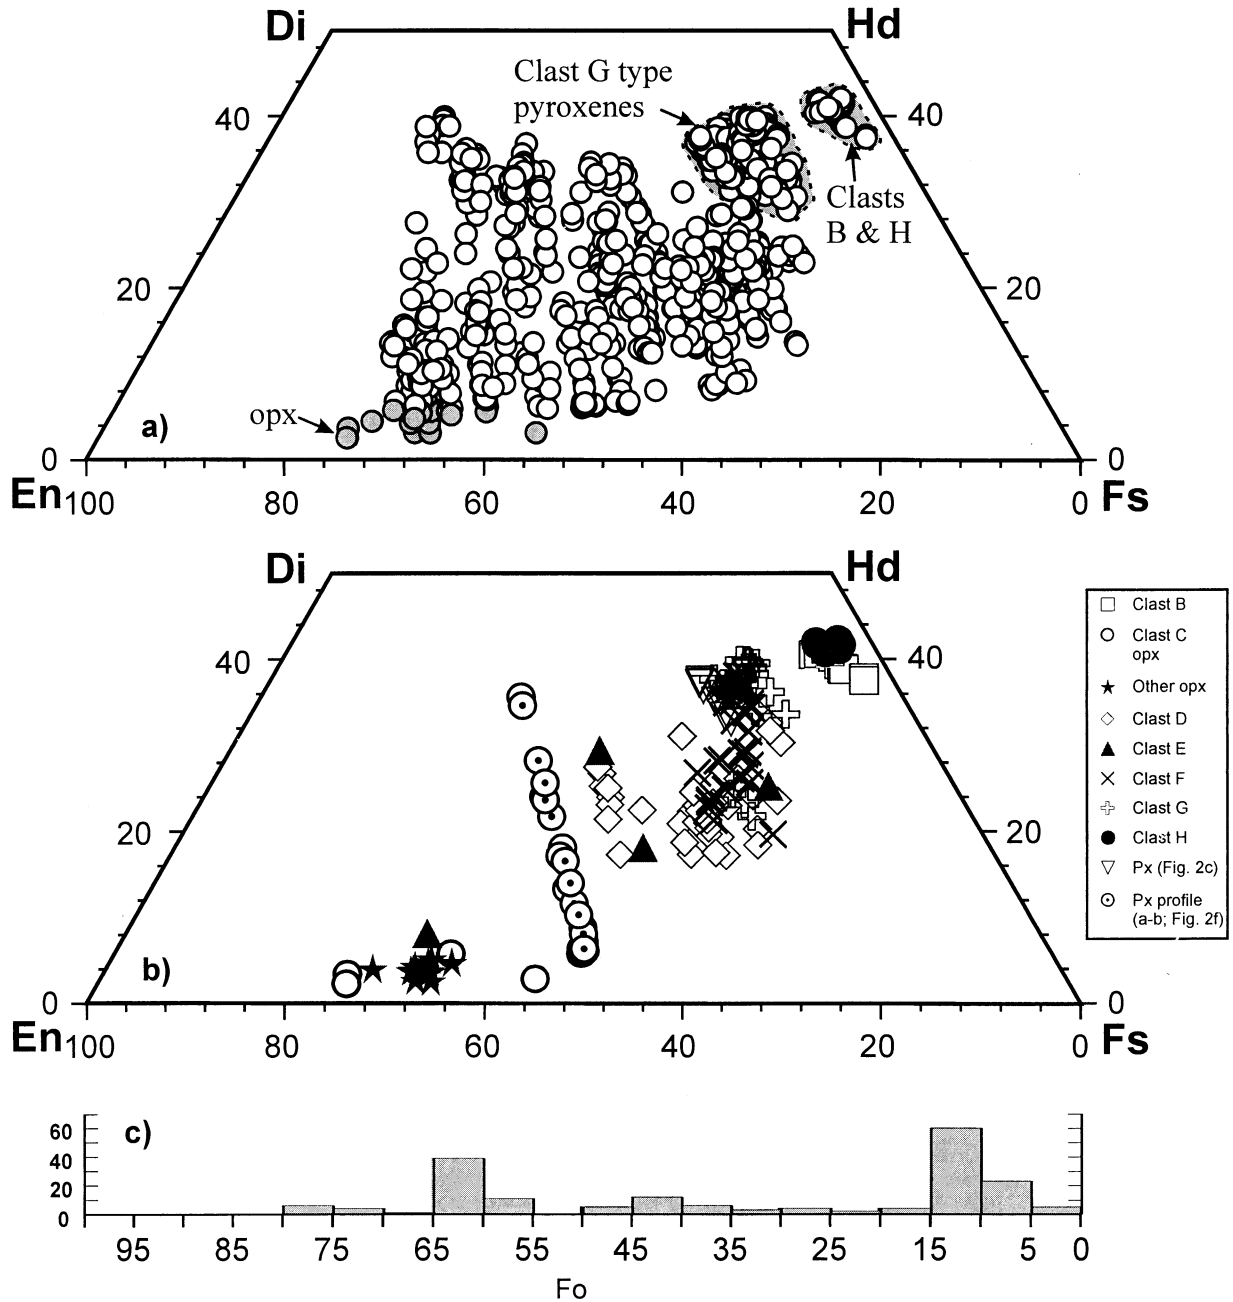 Di
Hd
Clast G type
pyroxenes
40
40
Clasts
B & H
20
20
opx
a)
0
0
En
100
80
60
40
20
0
Fs
Di
Hd
40
40
20
20
b)
0
0
En
100
80
60
40
20
0
Fs
Clast B
Clast C
opx
Other opx
Clast D
Clast E
Clast F
Clast G
Clast H
Px (Fig. 2c)
Px profile
(a-b; Fig. 2f)
c)
60
40
20
0
95
85
75
65
55
45
35
25
15
5
0
Fo